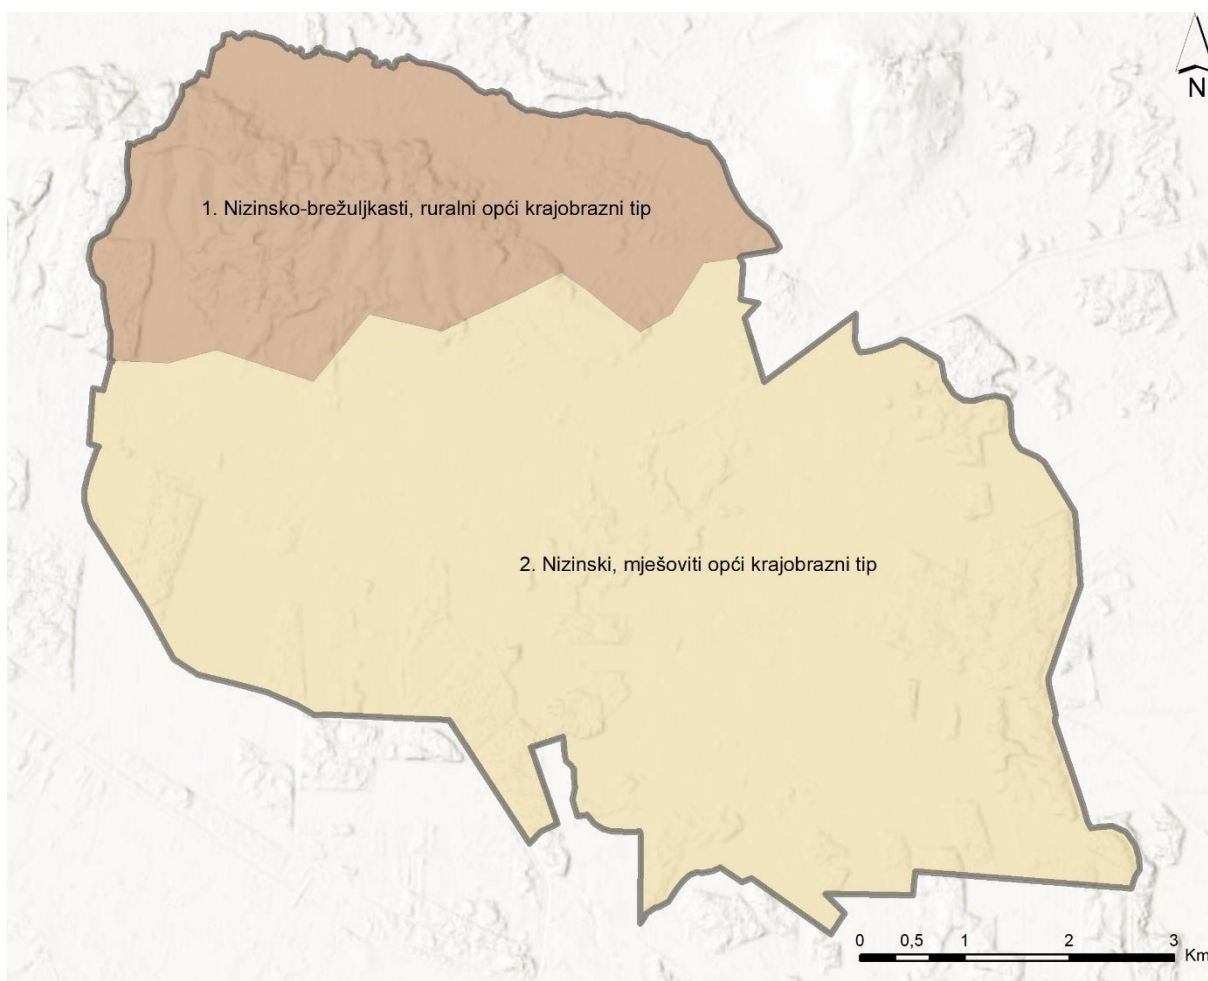 N
1. Nizinsko-brežuljkasti, ruralni opći krajobrazni tip
2. Nizinski, mješoviti opći krajobrazni tip
0 0,5 1 2 3
Km